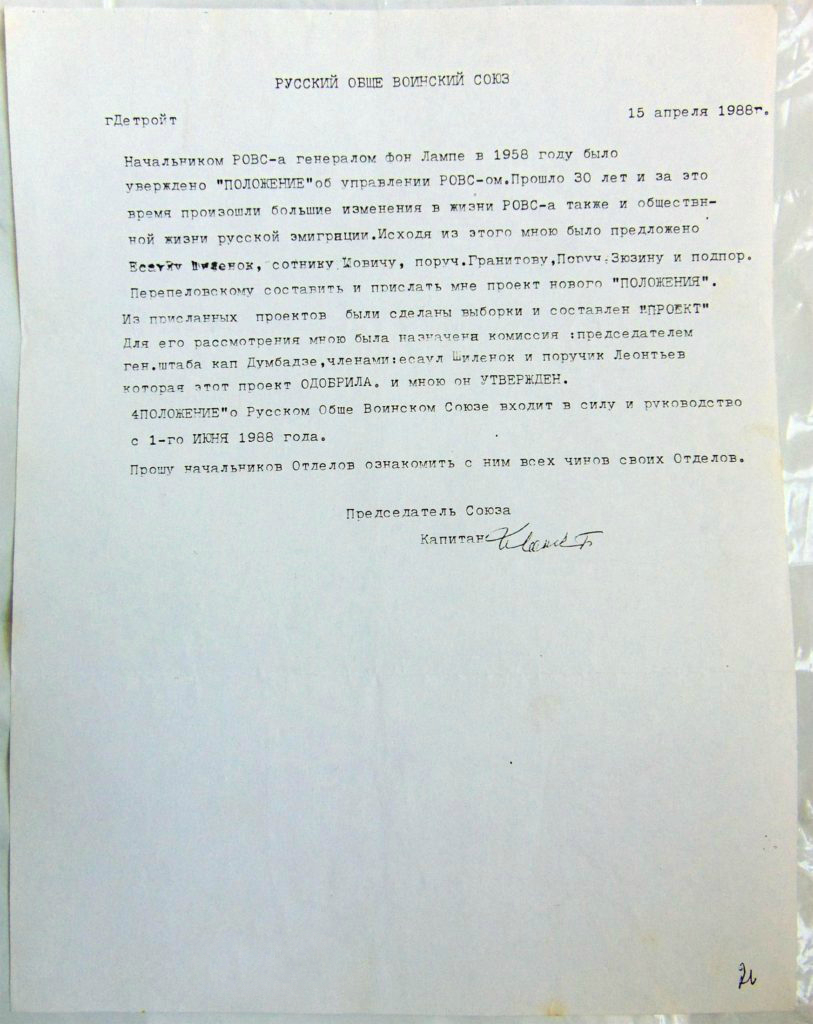 РУССКИЙ ОБЩЕ ВОИНСКИЙ СОЮЗ
гДетройт
15 апреля 1988г.
Начальником РОВС-а генералом фон Лампе в 1958 году было
уверждено "ПОЛОЖЕНИЕ"об управлении РОВС-ом.Прошло 30 лет и за это
время произошли большие изменения в жизни РОВС-а также и обществн-
ной жизни русской эмиграции.Исходя из этого мною было предложено
сотнику Мовичу, поруч.Гранитову,Поруч.Зюзину и подпор.
Перепеловскому составить и прислать мне проект нового "ПОЛОЖЕНИЯ".
Из присланных проектов были сделаны выборки и составлен "ПРОЕКТ"
Для его рассмотрения мною была назначена комиссия :председателем
ген.штаба кап Думбадзе,членами:есаул Шиленок и поручик Леонтьев
которая этот проект ОДОБРИЛА. и мною он УТВЕРЖДЕН.
4ПОЛОЖЕНИЕ"о Русском Обще Воинском Союзе входит в силу и руководство
с 1-го ИЮНЯ 1988 года.
Прошу начальников Отделов ознакомить с ним всех чинов своих Отделов.
Председатель Союза
Капитан